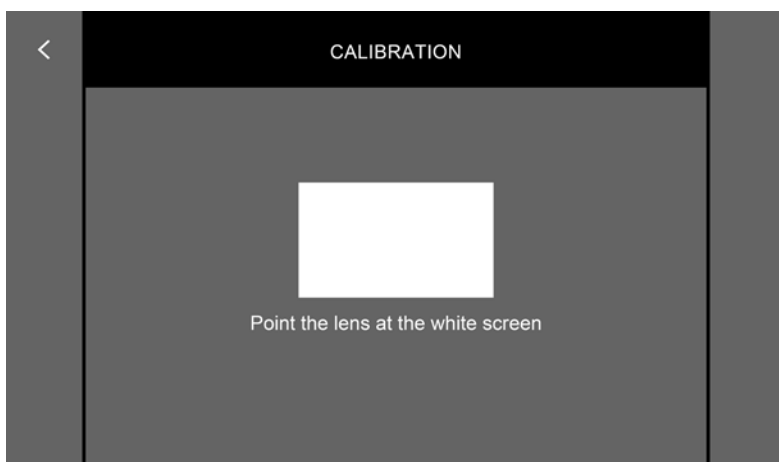 CALIBRATION
Point the lens at the white screen